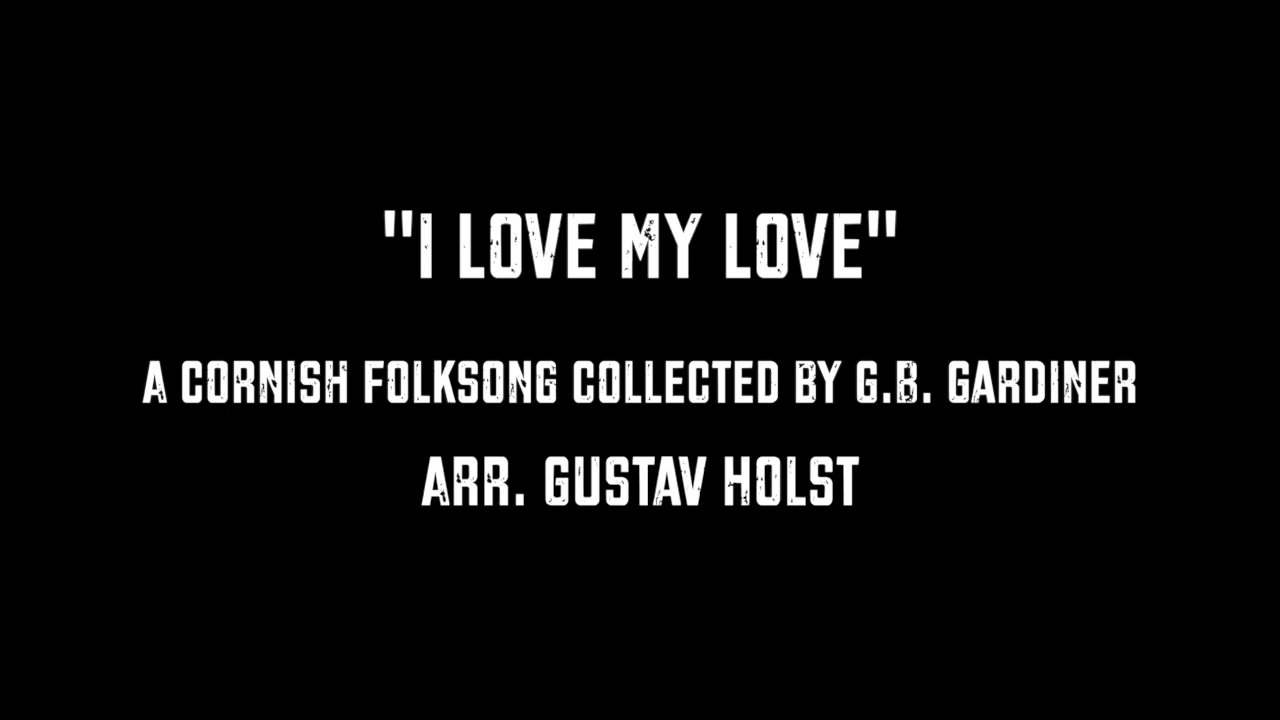 "I LOVE MY LOVE"
A CORNISH FOLKSONG COLLECTED BY G.B. GARDINER
ARR. GUSTAV HOLST